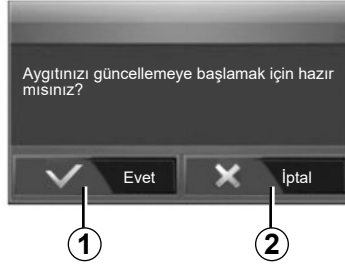 Aygıtınızı güncellemeye başlamak için hazır
mısınız?
Evet
İptal
1
2